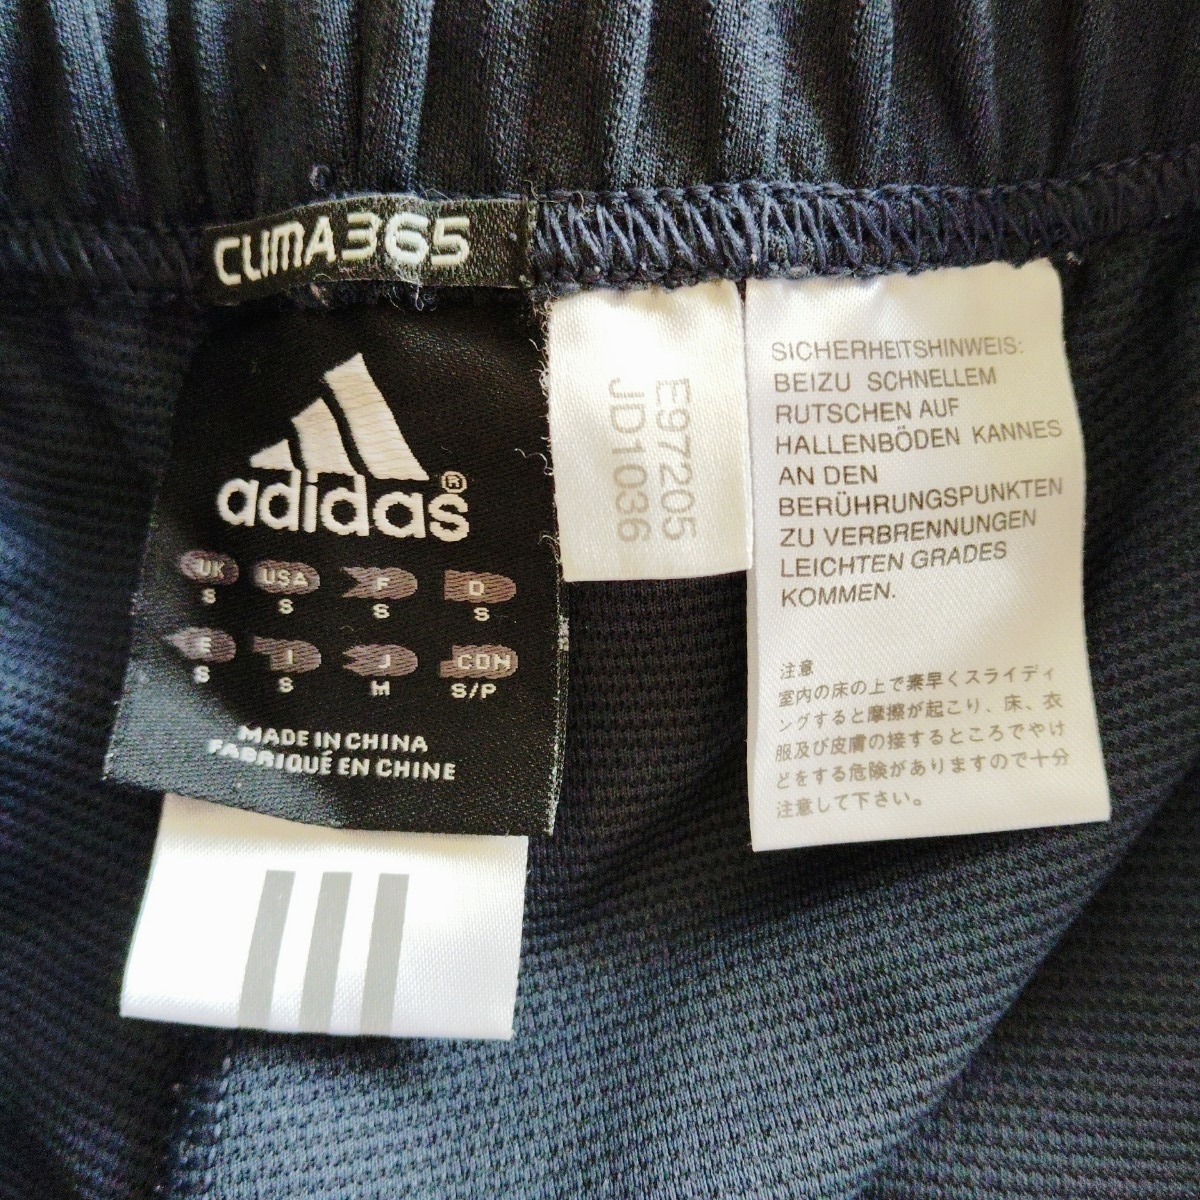 CLIMA365
adidas®
UK USA F D
S S S S
E I J CDN
S S M S/P
MADE IN CHINA
FABRIQUÉ EN CHINE
E97205
JD1036
SICHERHEITSHINWEIS:
BEIZU SCHNELLEM
RUTSCHEN AUF
HALLENBÖDEN KANNES
AN DEN
BERÜHRUNGSPUNKTEN
ZU VERBRENNUNGEN
LEICHTEN GRADES
KOMMEN.
注意
室内の床の上で素早くスライディ
ングすると摩擦が起こり、床、衣
服及び皮膚の接するところでやけ
どをする危険がありますので十分
注意して下さい。